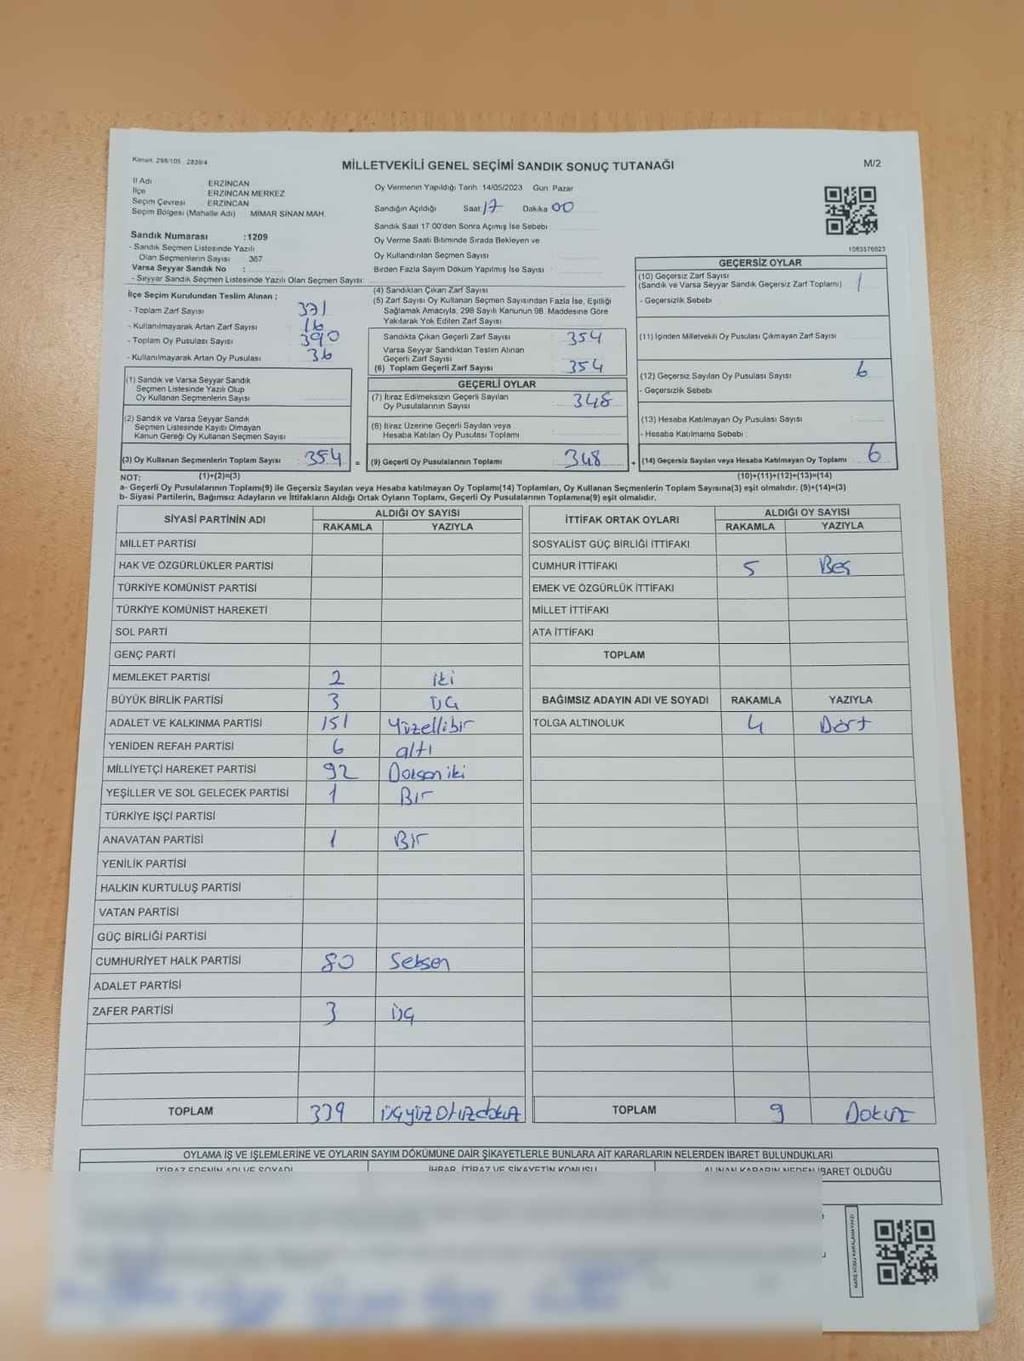 Kanun: 298/105 , 2839/4
MİLLETVEKİLİ GENEL SEÇİMİ SANDIK SONUÇ TUTANAĞI
M/2
İl Adı ERZİNCAN
İlçe ERZİNCAN MERKEZ
Seçim Çevresi ERZİNCAN
Seçim Bölgesi (Mahalle Adı) MİMAR SİNAN MAH.
Oy Vermenin Yapıldığı Tarih 14/05/2023 Gün Pazar
Sandığın Açıldığı Saat 17 Dakika 00
Sandık Saat 17:00'den Sonra Açılmış İse Sebebi
Oy Verme Saati Bitiminde Sırada Bekleyen ve
Oy Kullandırılan Seçmen Sayısı
Birden Fazla Sayım Döküm Yapılmış İse Sayısı
Sandık Numarası :1209
- Sandık Seçmen Listesinde Yazılı
Olan Seçmenlerin Sayısı 367
Varsa Seyyar Sandık No :
- Seyyar Sandık Seçmen Listesinde Yazılı Olan Seçmen Sayısı:
İlçe Seçim Kurulundan Teslim Alınan ;
- Toplam Zarf Sayısı 371
- Kullanılmayarak Artan Zarf Sayısı 16
- Toplam Oy Pusulası Sayısı 390
- Kullanılmayarak Artan Oy Pusulası 36
(1) Sandık ve Varsa Seyyar Sandık
Seçmen Listesinde Yazılı Olup
Oy Kullanan Seçmenlerin Sayısı
(2) Sandık ve Varsa Seyyar Sandık
Seçmen Listesinde Kayıtlı Olmayan
Kanun Gereği Oy Kullanan Seçmen Sayısı
(3) Oy Kullanan Seçmenlerin Toplam Sayısı 354 =
(4) Sandıktan Çıkan Zarf Sayısı
(5) Zarf Sayısı Oy Kullanan Seçmen Sayısından Fazla İse, Eşitliği
Sağlamak Amacıyla, 298 Sayılı Kanunun 98. Maddesine Göre
Yakılarak Yok Edilen Zarf Sayısı
Sandıkta Çıkan Geçerli Zarf Sayısı 354
Varsa Seyyar Sandıktan Teslim Alınan
Geçerli Zarf Sayısı
(6) Toplam Geçerli Zarf Sayısı 354
GEÇERLİ OYLAR
(7) İtiraz Edilmeksizin Geçerli Sayılan
Oy Pusulalarının Sayısı 348
(8) İtiraz Üzerine Geçerli Sayılan veya
Hesaba Katılan Oy Pusulası Toplamı
(9) Geçerli Oy Pusulalarının Toplamı 348 +
1083576823
GEÇERSİZ OYLAR
(10) Geçersiz Zarf Sayısı
(Sandık ve Varsa Seyyar Sandık Geçersiz Zarf Toplamı) 1
- Geçersizlik Sebebi
(11) İçinden Milletvekili Oy Pusulası Çıkmayan Zarf Sayısı
(12) Geçersiz Sayılan Oy Pusulası Sayısı 6
- Geçersizlik Sebebi
(13) Hesaba Katılmayan Oy Pusulası Sayısı
- Hesaba Katılmama Sebebi :
(14) Geçersiz Sayılan veya Hesaba Katılmayan Oy Toplamı 6
NOT: (1)+(2)=(3) (10)+(11)+(12)+(13)=(14)
a- Geçerli Oy Pusulalarının Toplamı(9) ile Geçersiz Sayılan veya Hesaba katılmayan Oy Toplamı(14) Toplamları, Oy Kullanan Seçmenlerin Toplam Sayısına(3) eşit olmalıdır. (9)+(14)=(3)
b- Siyasi Partilerin, Bağımsız Adayların ve İttifakların Aldığı Ortak Oyların Toplamı, Geçerli Oy Pusulalarının Toplamına(9) eşit olmalıdır.
SİYASİ PARTİNİN ADI ALDIĞI OY SAYISI
RAKAMLA YAZIYLA
MİLLET PARTİSİ
HAK VE ÖZGÜRLÜKLER PARTİSİ
TÜRKİYE KOMÜNİST PARTİSİ
TÜRKİYE KOMÜNİST HAREKETİ
SOL PARTİ
GENÇ PARTİ
MEMLEKET PARTİSİ 2 iki
BÜYÜK BİRLİK PARTİSİ 3 üç
ADALET VE KALKINMA PARTİSİ 151 Yüzellibir
YENİDEN REFAH PARTİSİ 6 altı
MİLLİYETÇİ HAREKET PARTİSİ 92 Doksan iki
YEŞİLLER VE SOL GELECEK PARTİSİ 1 Bir
TÜRKİYE İŞÇİ PARTİSİ
ANAVATAN PARTİSİ 1 Bir
YENİLİK PARTİSİ
HALKIN KURTULUŞ PARTİSİ
VATAN PARTİSİ
GÜÇ BİRLİĞİ PARTİSİ
CUMHURİYET HALK PARTİSİ 80 Seksen
ADALET PARTİSİ
ZAFER PARTİSİ 3 üç
TOPLAM 339 üçyüzotuzdokuz
İTTİFAK ORTAK OYLARI ALDIĞI OY SAYISI
RAKAMLA YAZIYLA
SOSYALİST GÜÇ BİRLİĞİ İTTİFAKI
CUMHUR İTTİFAKI 5 Beş
EMEK VE ÖZGÜRLÜK İTTİFAKI
MİLLET İTTİFAKI
ATA İTTİFAKI
TOPLAM
BAĞIMSIZ ADAYIN ADI VE SOYADI RAKAMLA YAZIYLA
TOLGA ALTINOLUK 4 Dört
TOPLAM 9 Dokuz
OYLAMA İŞ VE İŞLEMLERİNE VE OYLARIN SAYIM DÖKÜMÜNE DAİR ŞİKAYETLERLE BUNLARA AİT KARARLARIN NELERDEN İBARET BULUNDUKLARI
İTİRAZ EDENİN ADI VE SOYADI İHBAR, İTİRAZ VE ŞİKAYETİN KONUSU ALINAN KARARIN NEDEN İBARET OLDUĞU